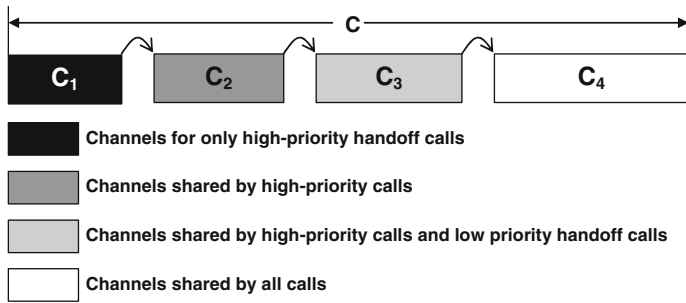 C
C₁ C₂ C₃ C₄
Channels for only high-priority handoff calls
Channels shared by high-priority calls
Channels shared by high-priority calls and low priority handoff calls
Channels shared by all calls